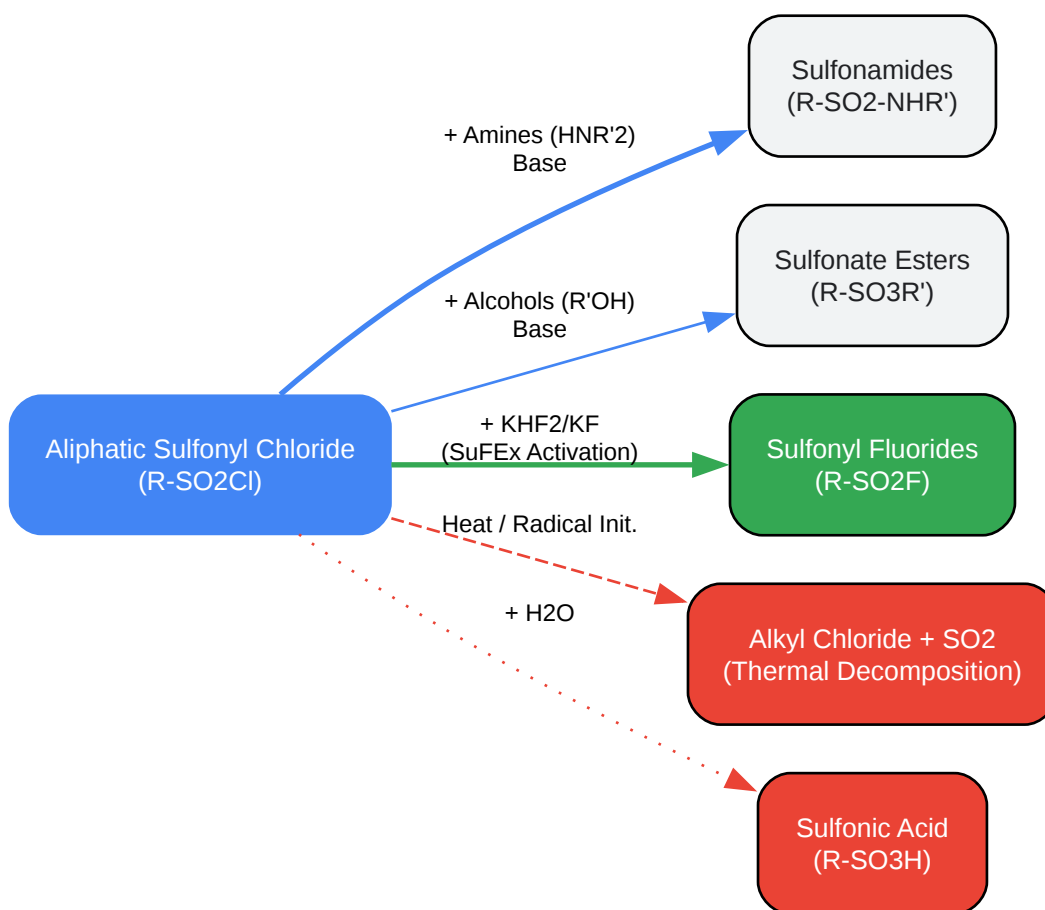 Sulfonamides
(R-SO2-NHR')
+ Amines (HNR'2)
Base
Sulfonate Esters
(R-SO3R')
+ Alcohols (R'OH)
Base
Aliphatic Sulfonyl Chloride
(R-SO2Cl)
+ KHF2/KF
(SuFEx Activation)
Sulfonyl Fluorides
(R-SO2F)
Heat / Radical Init.
Alkyl Chloride + SO2
(Thermal Decomposition)
+ H2O
Sulfonic Acid
(R-SO3H)